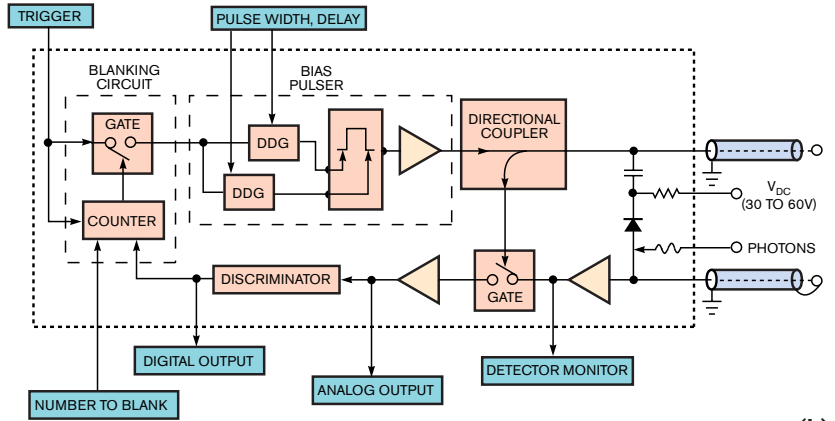 TRIGGER
PULSE WIDTH, DELAY
BLANKING
CIRCUIT
BIAS
PULSER
GATE
DDG
DIRECTIONAL
COUPLER
DDG
COUNTER
V_DC
(30 TO 60V)
PHOTONS
DISCRIMINATOR
GATE
DIGITAL OUTPUT
ANALOG OUTPUT
DETECTOR MONITOR
NUMBER TO BLANK